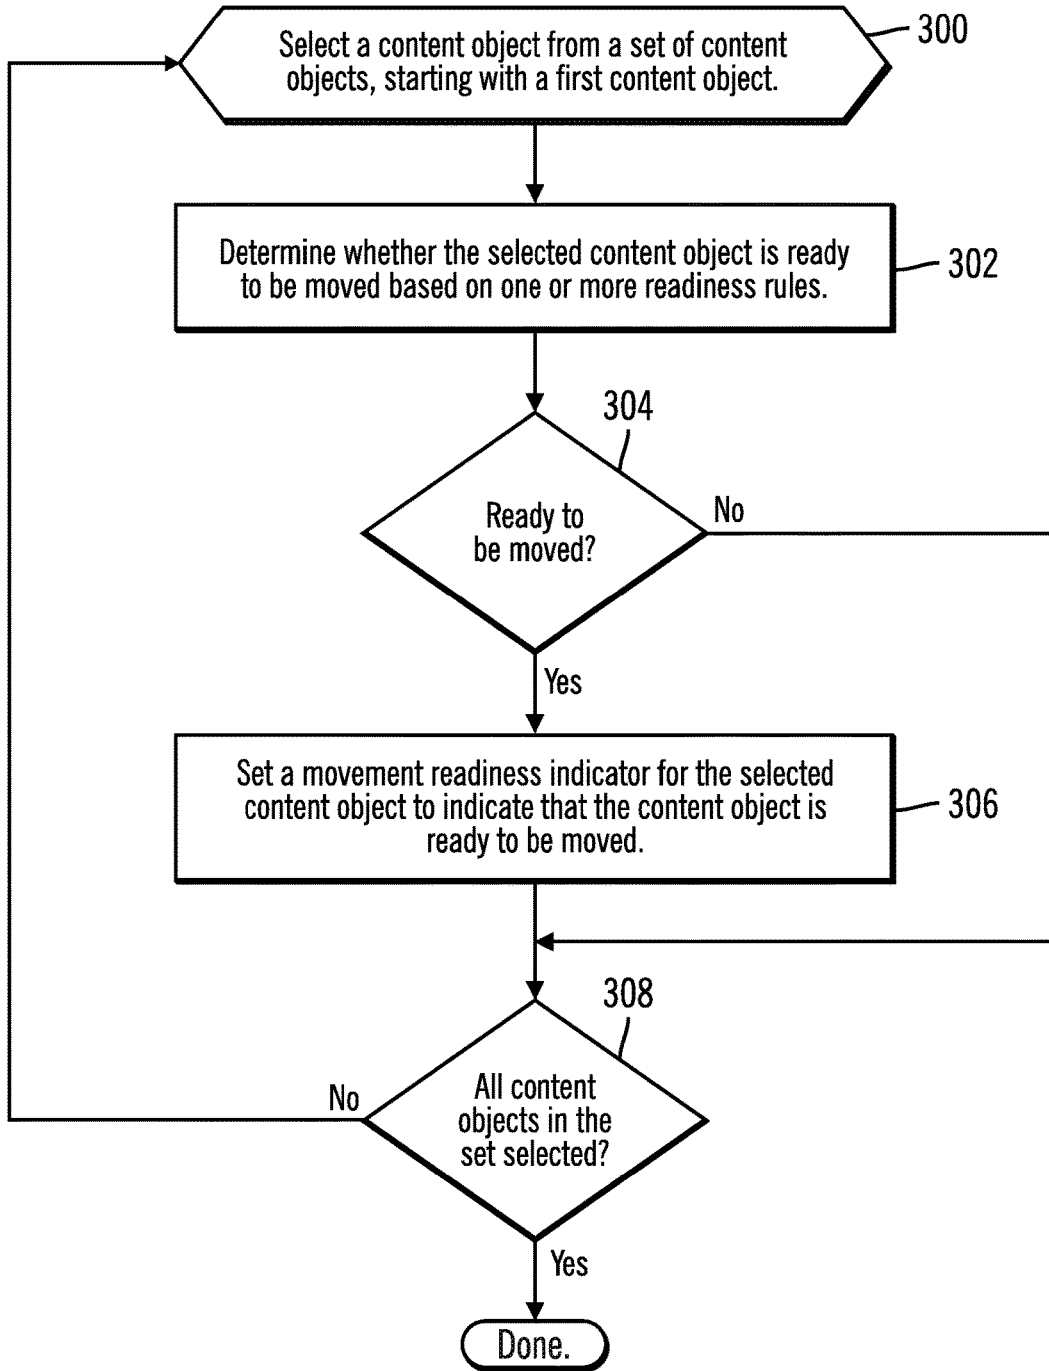 Select a content object from a set of content
objects, starting with a first content object.
300
Determine whether the selected content object is ready
to be moved based on one or more readiness rules.
302
304
Ready to
be moved?
No
Yes
Set a movement readiness indicator for the selected
content object to indicate that the content object is
ready to be moved.
306
308
All content
objects in the
set selected?
No
Yes
Done.